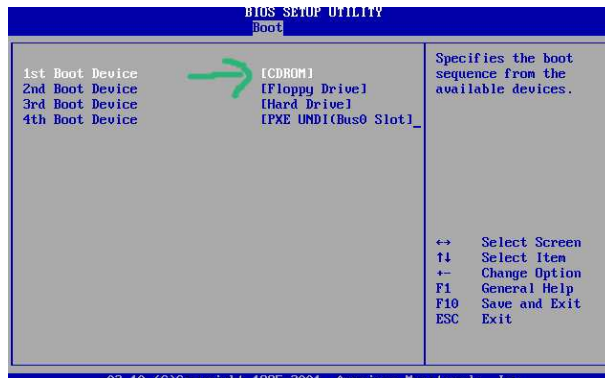 BIOS SETUP UTILITY
Boot
1st Boot Device [CDROM]
2nd Boot Device [Floppy Drive]
3rd Boot Device [Hard Drive]
4th Boot Device [PXE UNDI(Bus0 Slot]_
Specifies the boot
sequence from the
available devices.
↔ Select Screen
↑↓ Select Item
+- Change Option
F1 General Help
F10 Save and Exit
ESC Exit